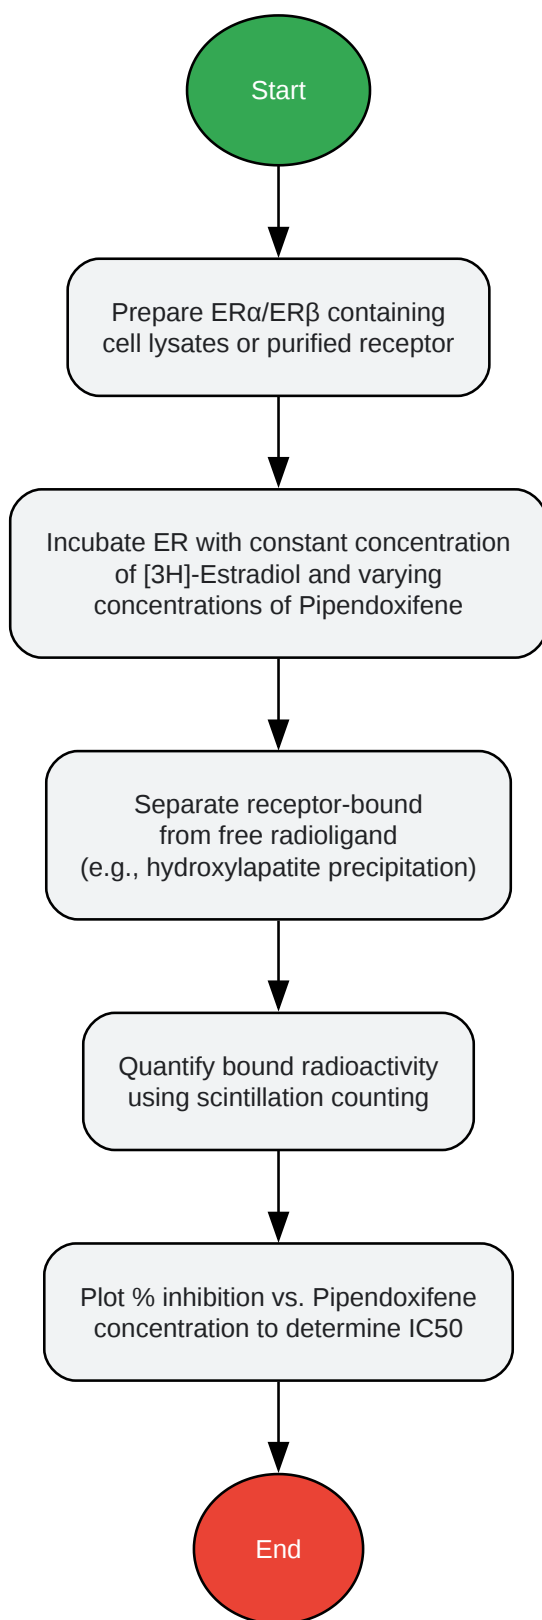 Start
Prepare ERα/ERβ containing
cell lysates or purified receptor
Incubate ER with constant concentration
of [3H]-Estradiol and varying
concentrations of Pipendoxifene
Separate receptor-bound
from free radioligand
(e.g., hydroxylapatite precipitation)
Quantify bound radioactivity
using scintillation counting
Plot % inhibition vs. Pipendoxifene
concentration to determine IC50
End